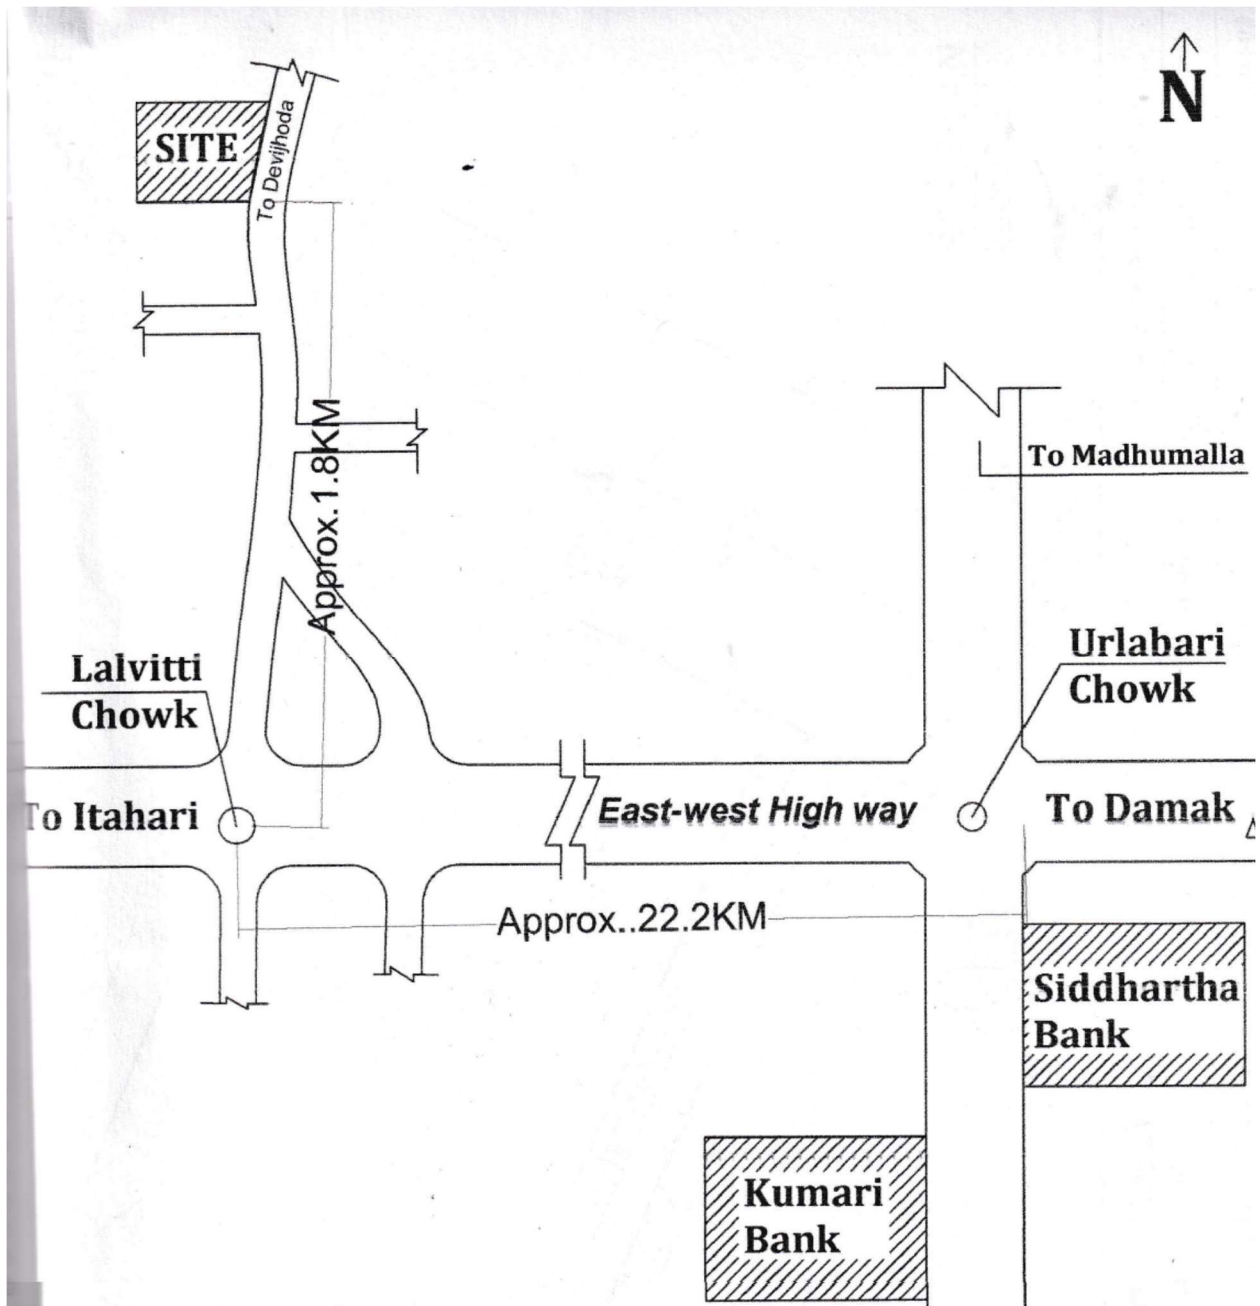 N
SITE
To Devijhoda
Approx.1.8KM
To Madhumalla
Urlabari
Chowk
Lalvitti
Chowk
To Itahari
East-west High way
To Damak
Approx..22.2KM
Siddhartha
Bank
Kumari
Bank